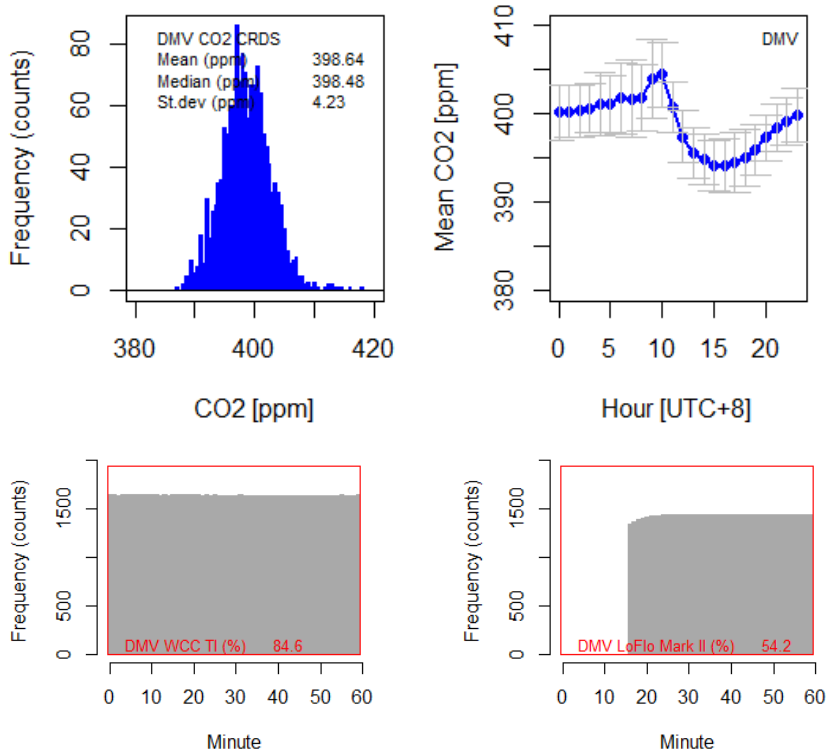 Frequency (counts)
0 20 40 60 80
DMV CO2 CRDS
Mean (ppm) 398.64
Median (ppm) 398.48
St.dev (ppm) 4.23
380 400 420
CO2 [ppm]
Mean CO2 [ppm]
380 390 400 410
DMV
0 5 10 15 20
Hour [UTC+8]
Frequency (counts)
0 500 1500
DMV WCC TI (%) 84.6
0 10 20 30 40 50 60
Minute
Frequency (counts)
0 500 1500
DMV LoFlo Mark II (%) 54.2
0 10 20 30 40 50 60
Minute